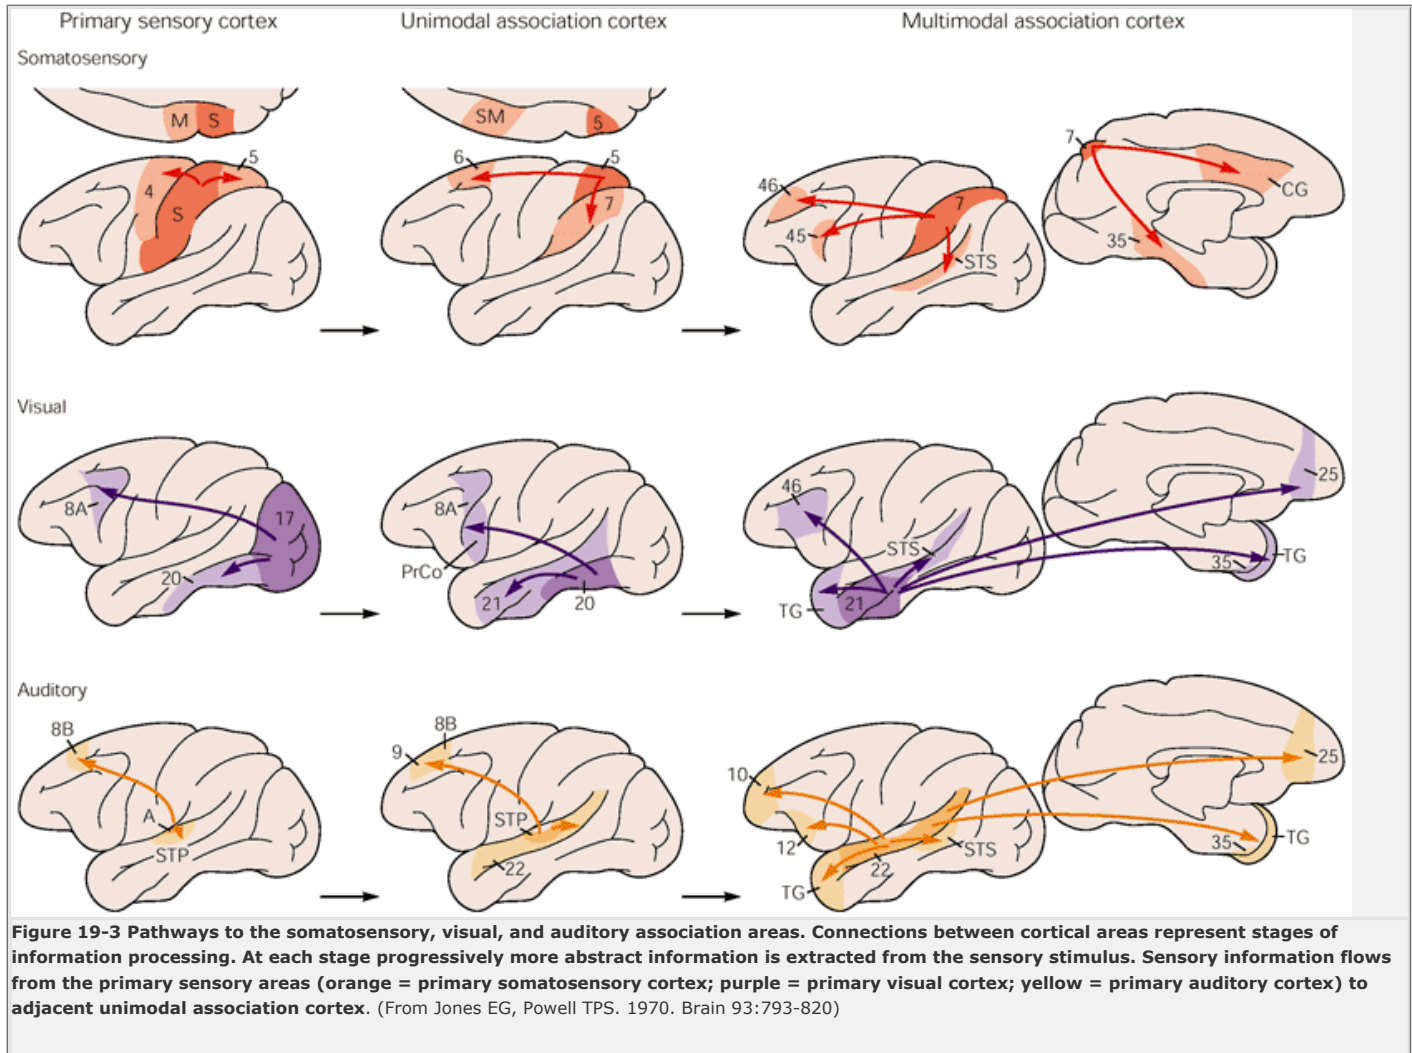 Primary sensory cortex Unimodal association cortex Multimodal association cortex
Somatosensory
M S
4
S
5
SM
5
6
5
7
46
45
7
STS
7
CG
35
Visual
8A
17
20
8A
PrCo
21
20
46
STS
TG
21
25
35
TG
Auditory
8B
A
STP
9
8B
STP
22
10
12
TG
22
STS
25
35
TG
Figure 19-3 Pathways to the somatosensory, visual, and auditory association areas. Connections between cortical areas represent stages of
information processing. At each stage progressively more abstract information is extracted from the sensory stimulus. Sensory information flows
from the primary sensory areas (orange = primary somatosensory cortex; purple = primary visual cortex; yellow = primary auditory cortex) to
adjacent unimodal association cortex. (From Jones EG, Powell TPS. 1970. Brain 93:793-820)